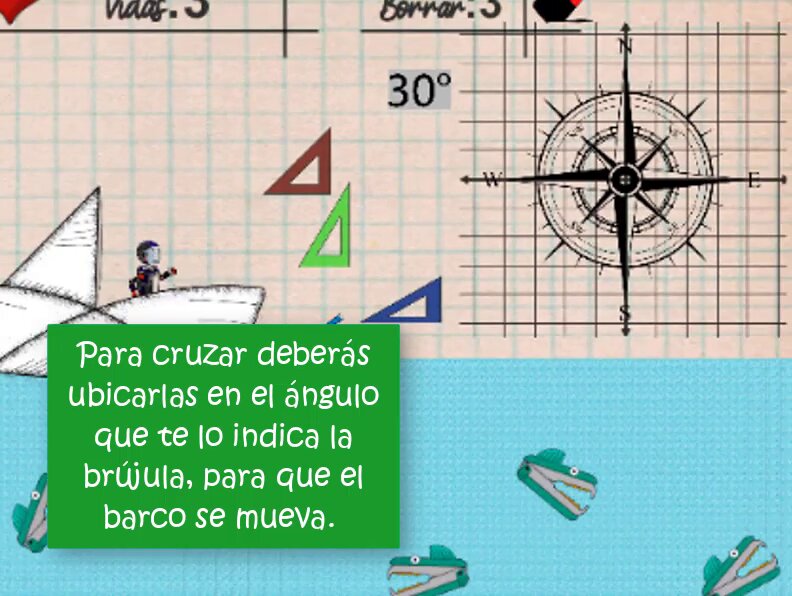 Vidas: 3
Borrar: 3
30°
N
W
E
S
Para cruzar deberás
ubicarlas en el ángulo
que te lo indica la
brújula, para que el
barco se mueva.